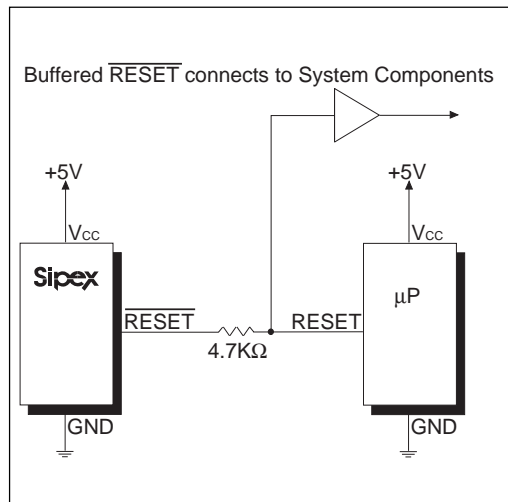 Buffered RESET connects to System Components
+5V
+5V
VCC
VCC
Sipex
μP
RESET
RESET
4.7KΩ
GND
GND